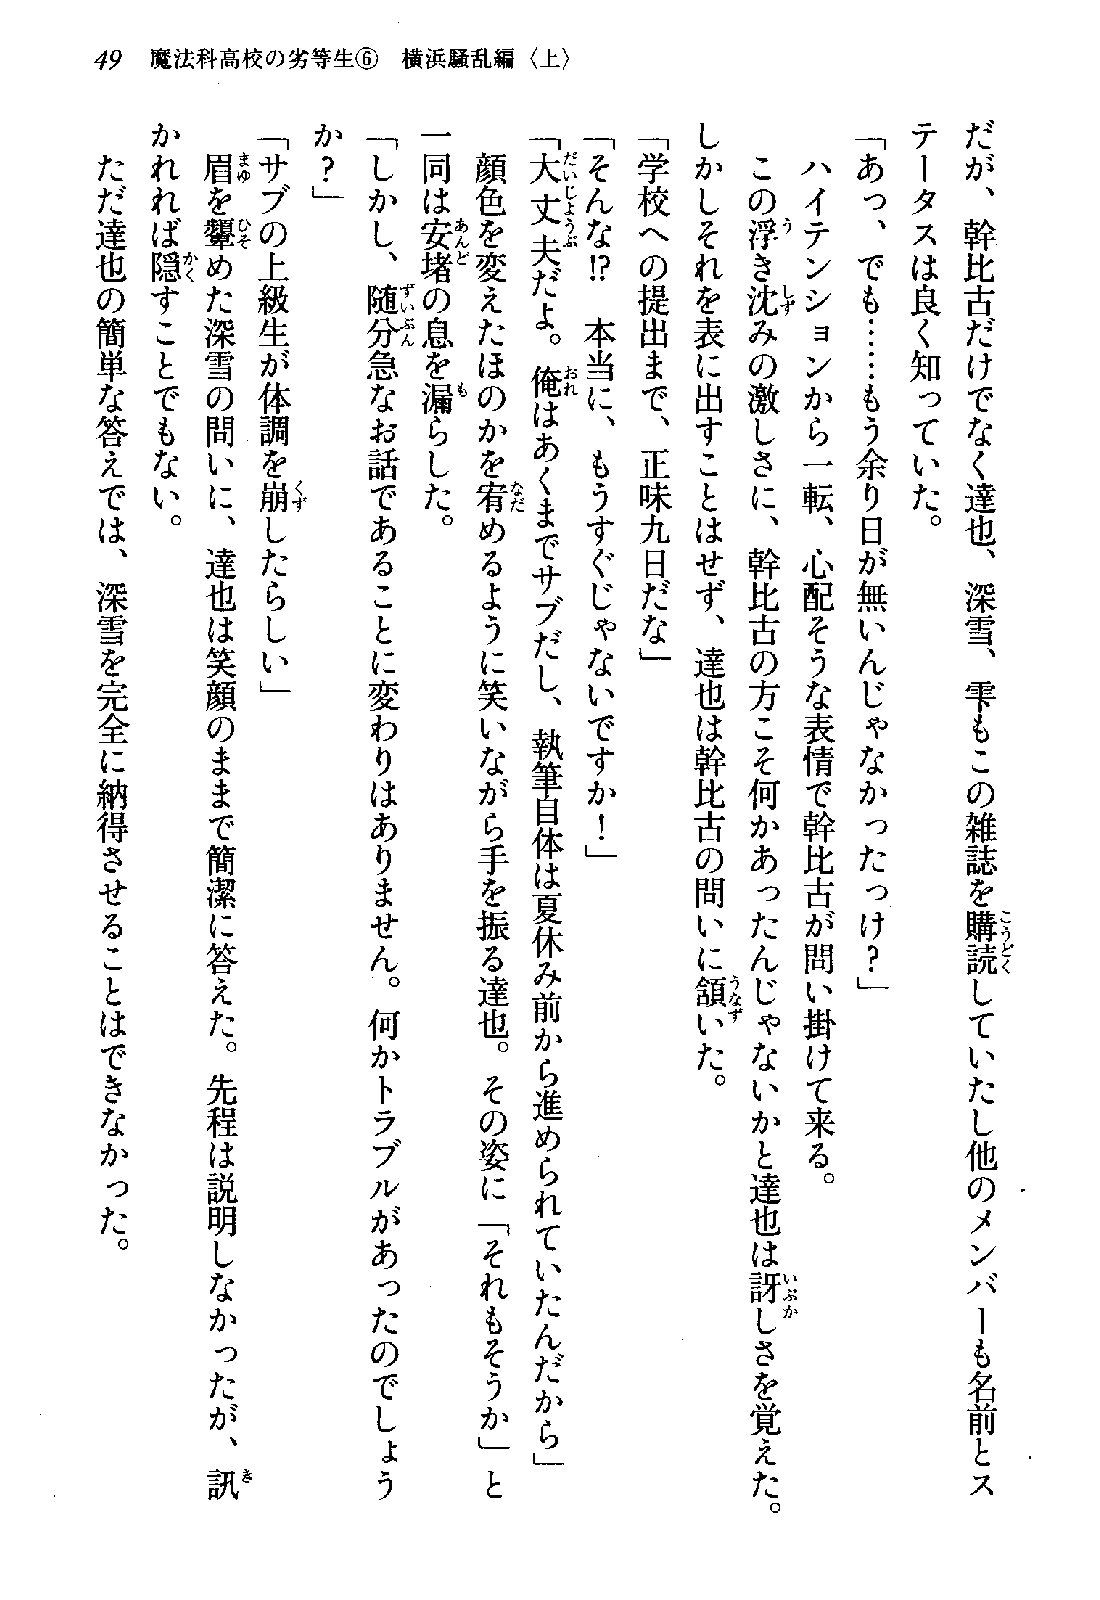 49 魔法科高校の劣等生⑥ 横浜騒乱編〈上〉
だが、幹比古だけでなく達也、深雪、雫もこの雑誌を購読していたし他のメンバーも名前とス
テータスは良く知っていた。
「あっ、でも……もう余り日が無いんじゃなかったっけ？」
ハイテンションから一転、心配そうな表情で幹比古が問い掛けて来る。
この浮き沈みの激しさに、幹比古の方こそ何かあったんじゃないかと達也は訝しさを覚えた。
しかしそれを表に出すことはせず、達也は幹比古の問いに頷いた。
「学校への提出まで、正味九日だな」
「そんな!?　本当に、もうすぐじゃないですか！」
「大丈夫だよ。俺はあくまでサブだし、執筆自体は夏休み前から進められていたんだから」
顔色を変えたほのかを宥めるように笑いながら手を振る達也。その姿に「それもそうか」と
一同は安堵の息を漏らした。
「しかし、随分急なお話であることに変わりはありません。何かトラブルがあったのでしょう
か？」
「サブの上級生が体調を崩したらしい」
眉を顰めた深雪の問いに、達也は笑顔のままで簡潔に答えた。先程は説明しなかったが、訊
かれれば隠すことでもない。
ただ達也の簡単な答えでは、深雪を完全に納得させることはできなかった。